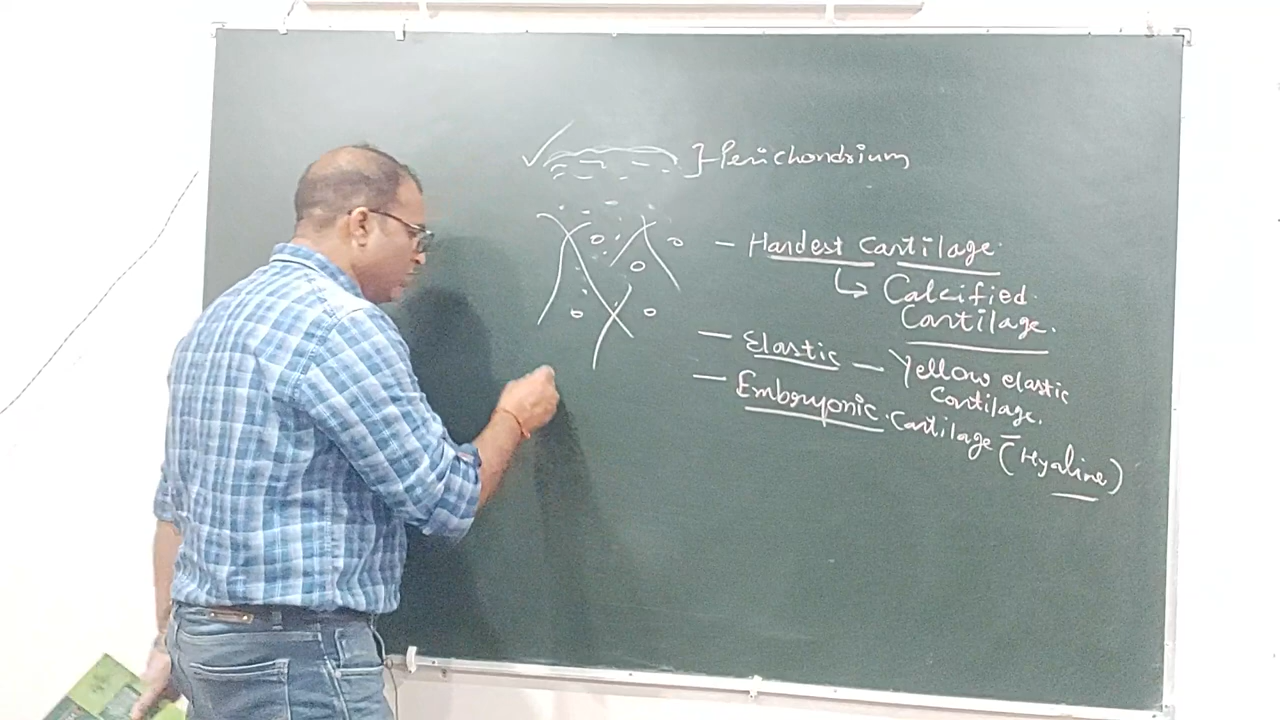 ]-Perichondrium
- Hardest Cartilage
↳ Calcified
Cartilage.
- Elastic - Yellow elastic
Cartilage.
- Embryonic Cartilage (Hyaline)